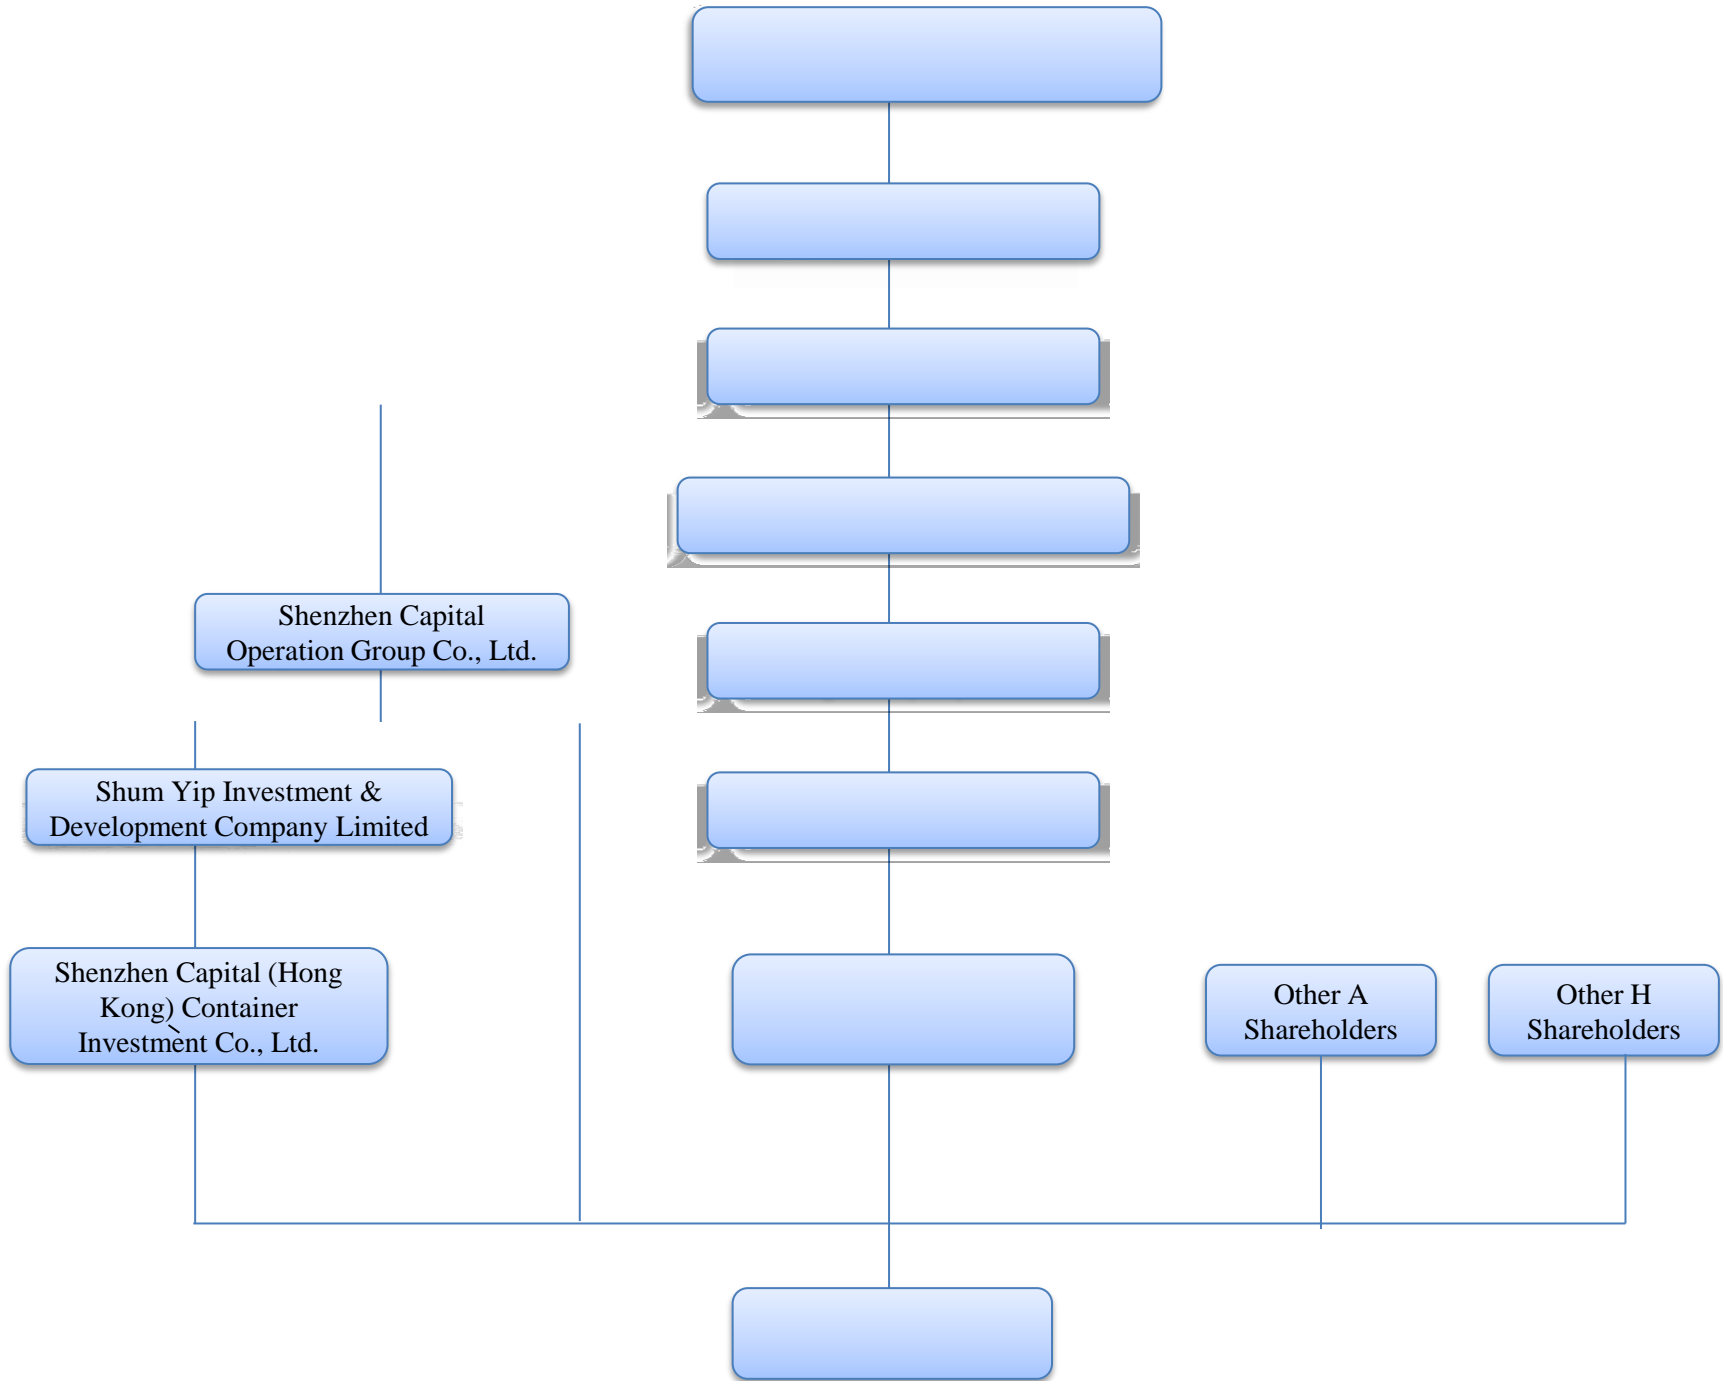 Shenzhen Capital
Operation Group Co., Ltd.
Shum Yip Investment &
Development Company Limited
Shenzhen Capital (Hong
Kong) Container
Investment Co., Ltd.
Other A
Shareholders
Other H
Shareholders